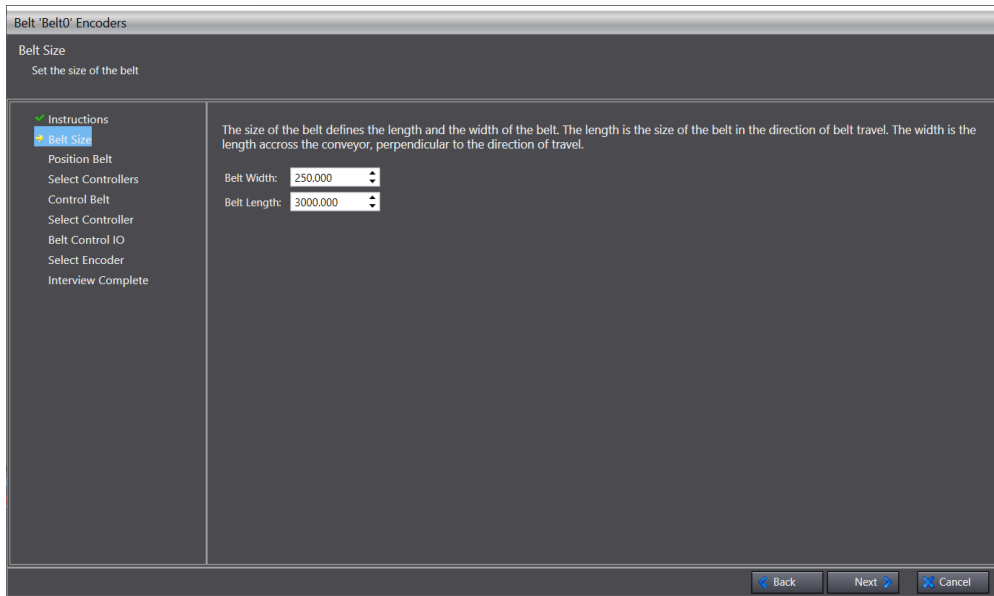 Belt 'Belt0' Encoders
Belt Size
Set the size of the belt
Instructions
Belt Size
Position Belt
Select Controllers
Control Belt
Select Controller
Belt Control IO
Select Encoder
Interview Complete
The size of the belt defines the length and the width of the belt. The length is the size of the belt in the direction of belt travel. The width is the
length accross the conveyor, perpendicular to the direction of travel.
Belt Width: 250.000
Belt Length: 3000.000
Back Next Cancel